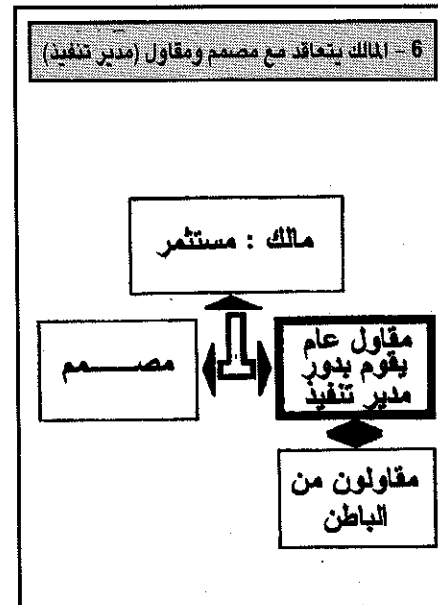 6 - المالك يتعاقد مع مصمم ومقاول (مدير تنفيذ)
مالك : مستثمر
مصـــــمم
مقاول عام
يقوم بدور
مدير تنفيذ
مقاولون من
الباطن